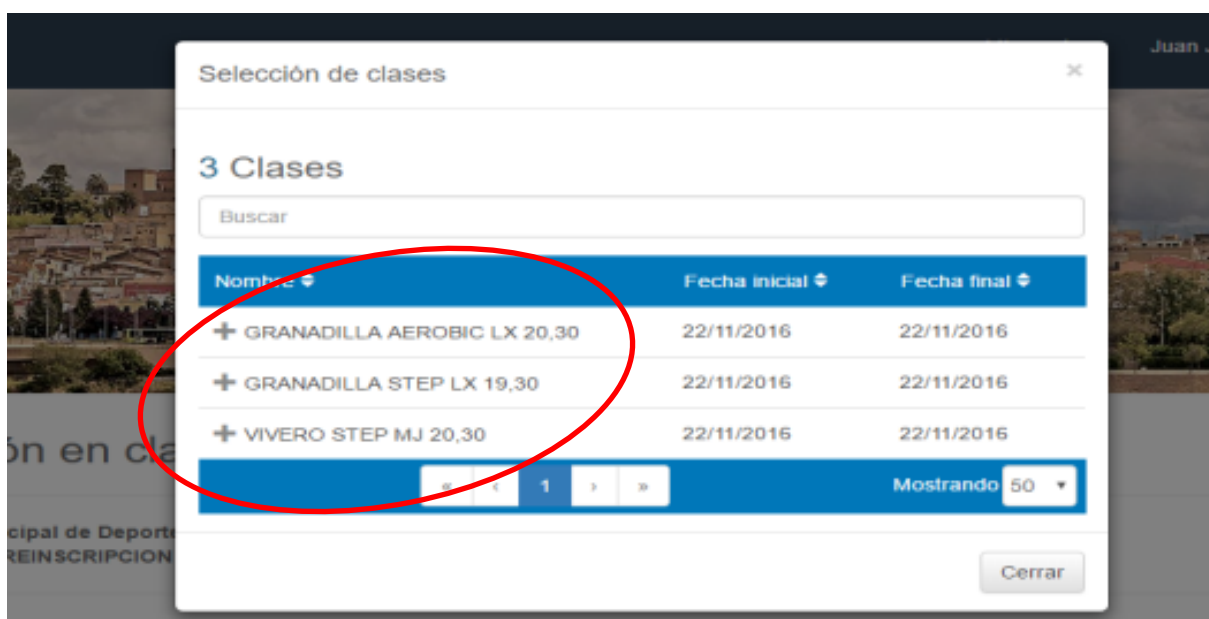 Juan
Selección de clases ×
3 Clases
Buscar
Nombre Fecha inicial Fecha final
GRANADILLA AEROBIC LX 20,30 22/11/2016 22/11/2016
GRANADILLA STEP LX 19,30 22/11/2016 22/11/2016
VIVERO STEP MJ 20,30 22/11/2016 22/11/2016
ón en cla
« ‹ 1 › » Mostrando 50
cipal de Deporte
REINSCRIPCION
Cerrar